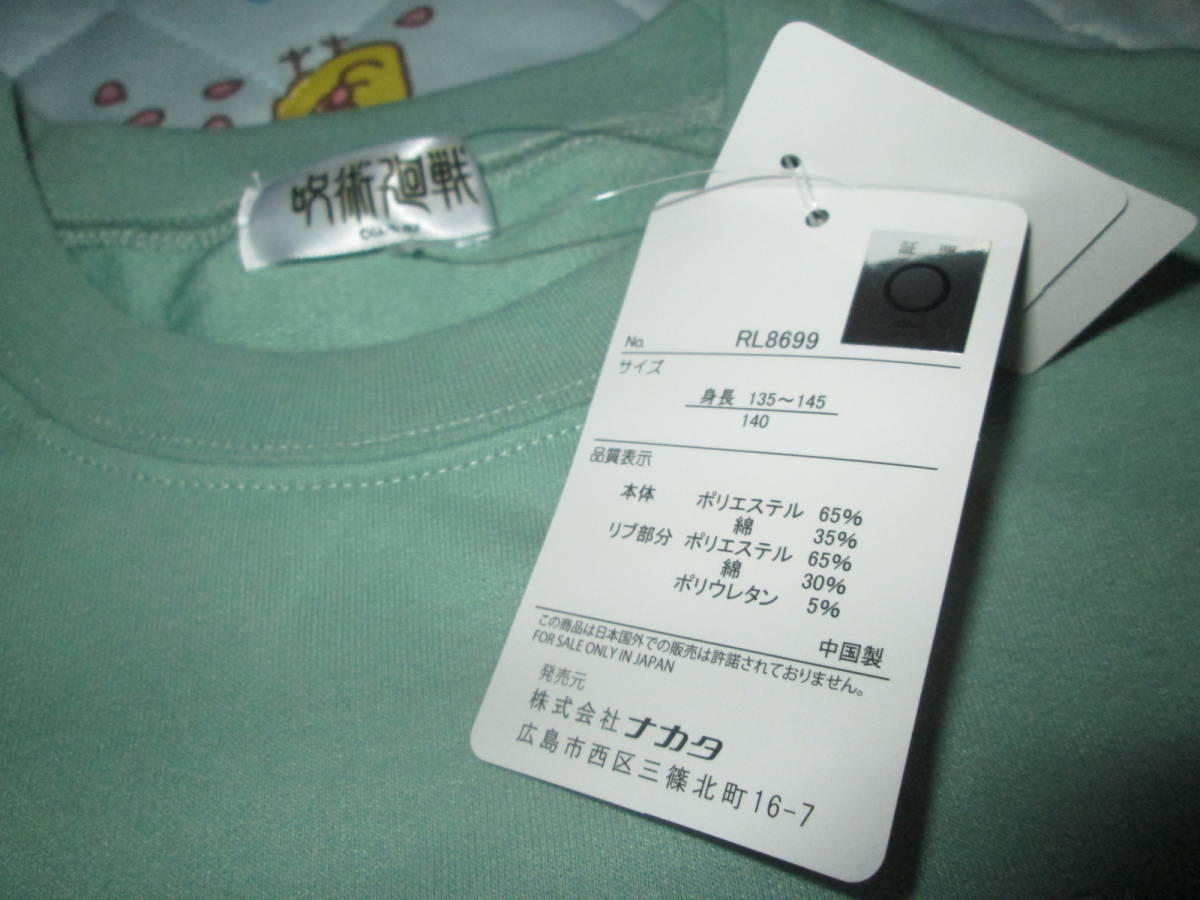 呪術廻戦
証
No. RL8699
サイズ
身長 135～145
140
品質表示
本体 ポリエステル 65%
綿 35%
リブ部分 ポリエステル 65%
綿 30%
ポリウレタン 5%
中国製
この商品は日本国外での販売は許諾されておりません。
FOR SALE ONLY IN JAPAN
発売元
株式会社ナカタ
広島市西区三篠北町16-7